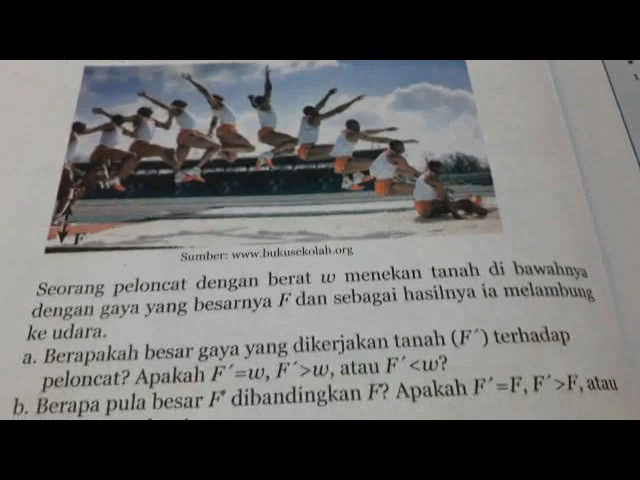 F
Sumber: www.bukusekolah.org
Seorang peloncat dengan berat w menekan tanah di bawahnya
dengan gaya yang besarnya F dan sebagai hasilnya ia melambung
ke udara.
a. Berapakah besar gaya yang dikerjakan tanah (F´) terhadap
peloncat? Apakah F´=w, F´>w, atau F´<w?
b. Berapa pula besar F´ dibandingkan F? Apakah F´=F, F´>F, atau